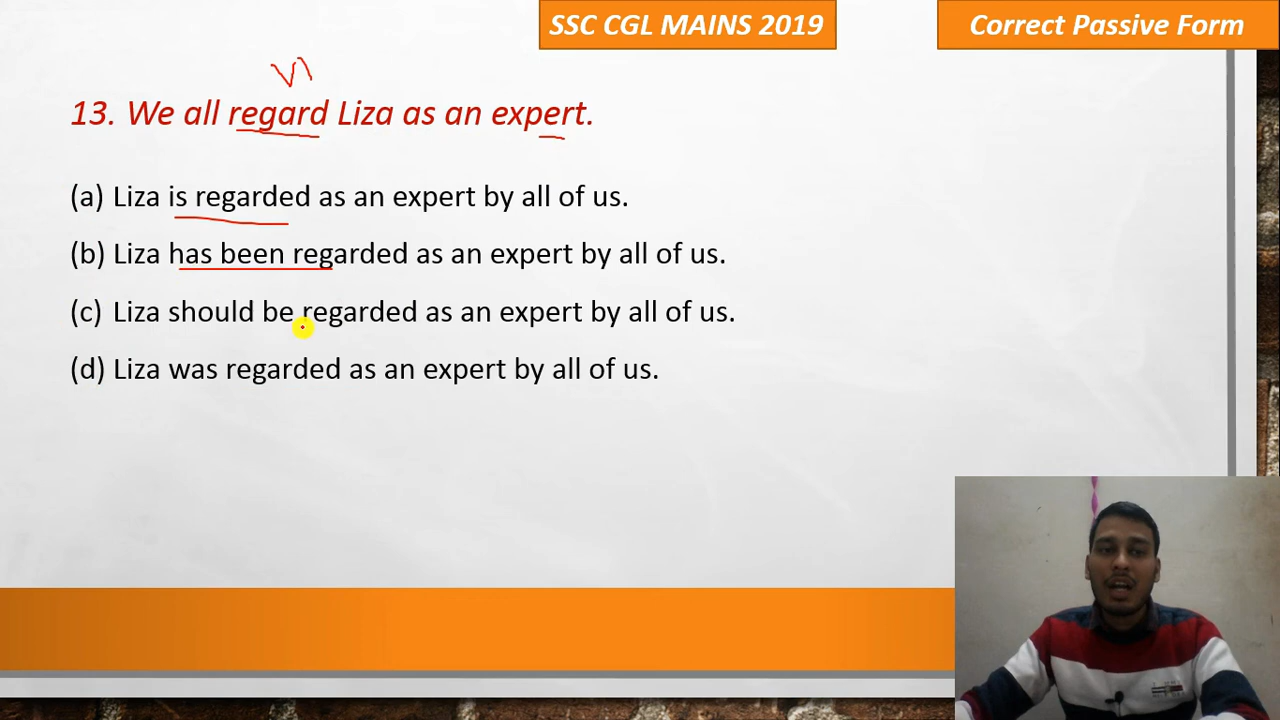 SSC CGL MAINS 2019
Correct Passive Form
V1
13. We all regard Liza as an expert.
(a) Liza is regarded as an expert by all of us.
(b) Liza has been regarded as an expert by all of us.
(c) Liza should be regarded as an expert by all of us.
(d) Liza was regarded as an expert by all of us.